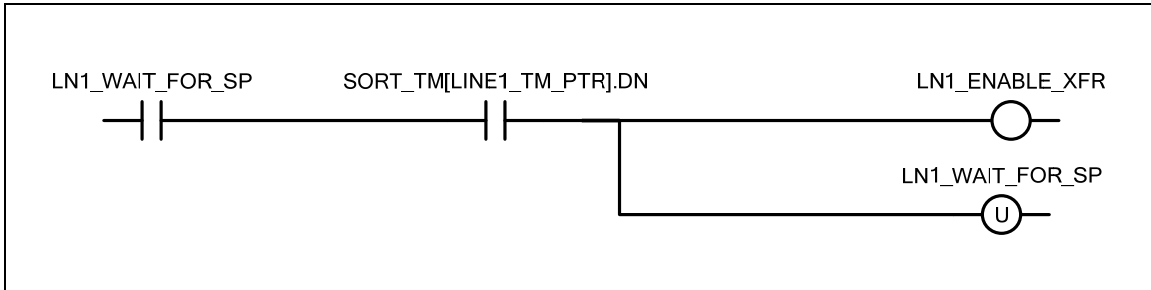 LN1_WAIT_FOR_SP SORT_TM[LINE1_TM_PTR].DN LN1_ENABLE_XFR
LN1_WAIT_FOR_SP
U